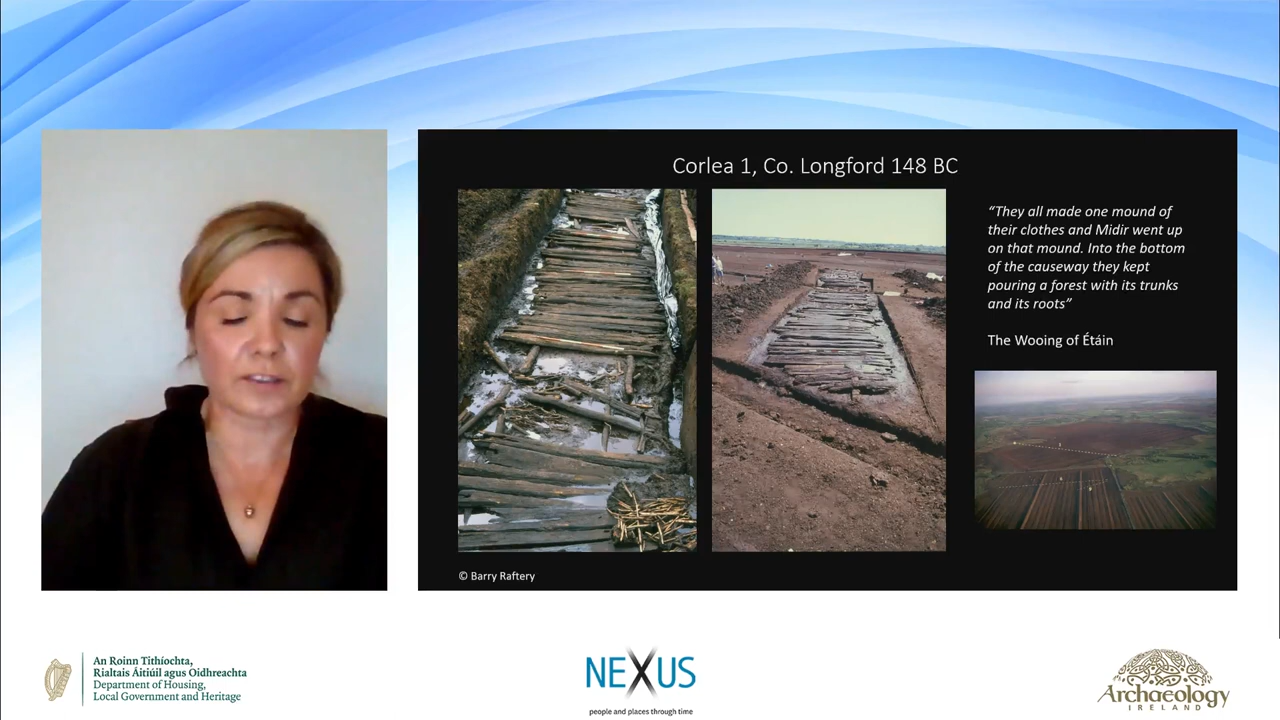 Corlea 1, Co. Longford 148 BC
“They all made one mound of
their clothes and Midir went up
on that mound. Into the bottom
of the causeway they kept
pouring a forest with its trunks
and its roots”
The Wooing of Étáin
© Barry Raftery
An Roinn Tithíochta,
Rialtais Áitiúil agus Oidhreachta
Department of Housing,
Local Government and Heritage
NEXUS
people and places through time
Archaeology
IRELAND